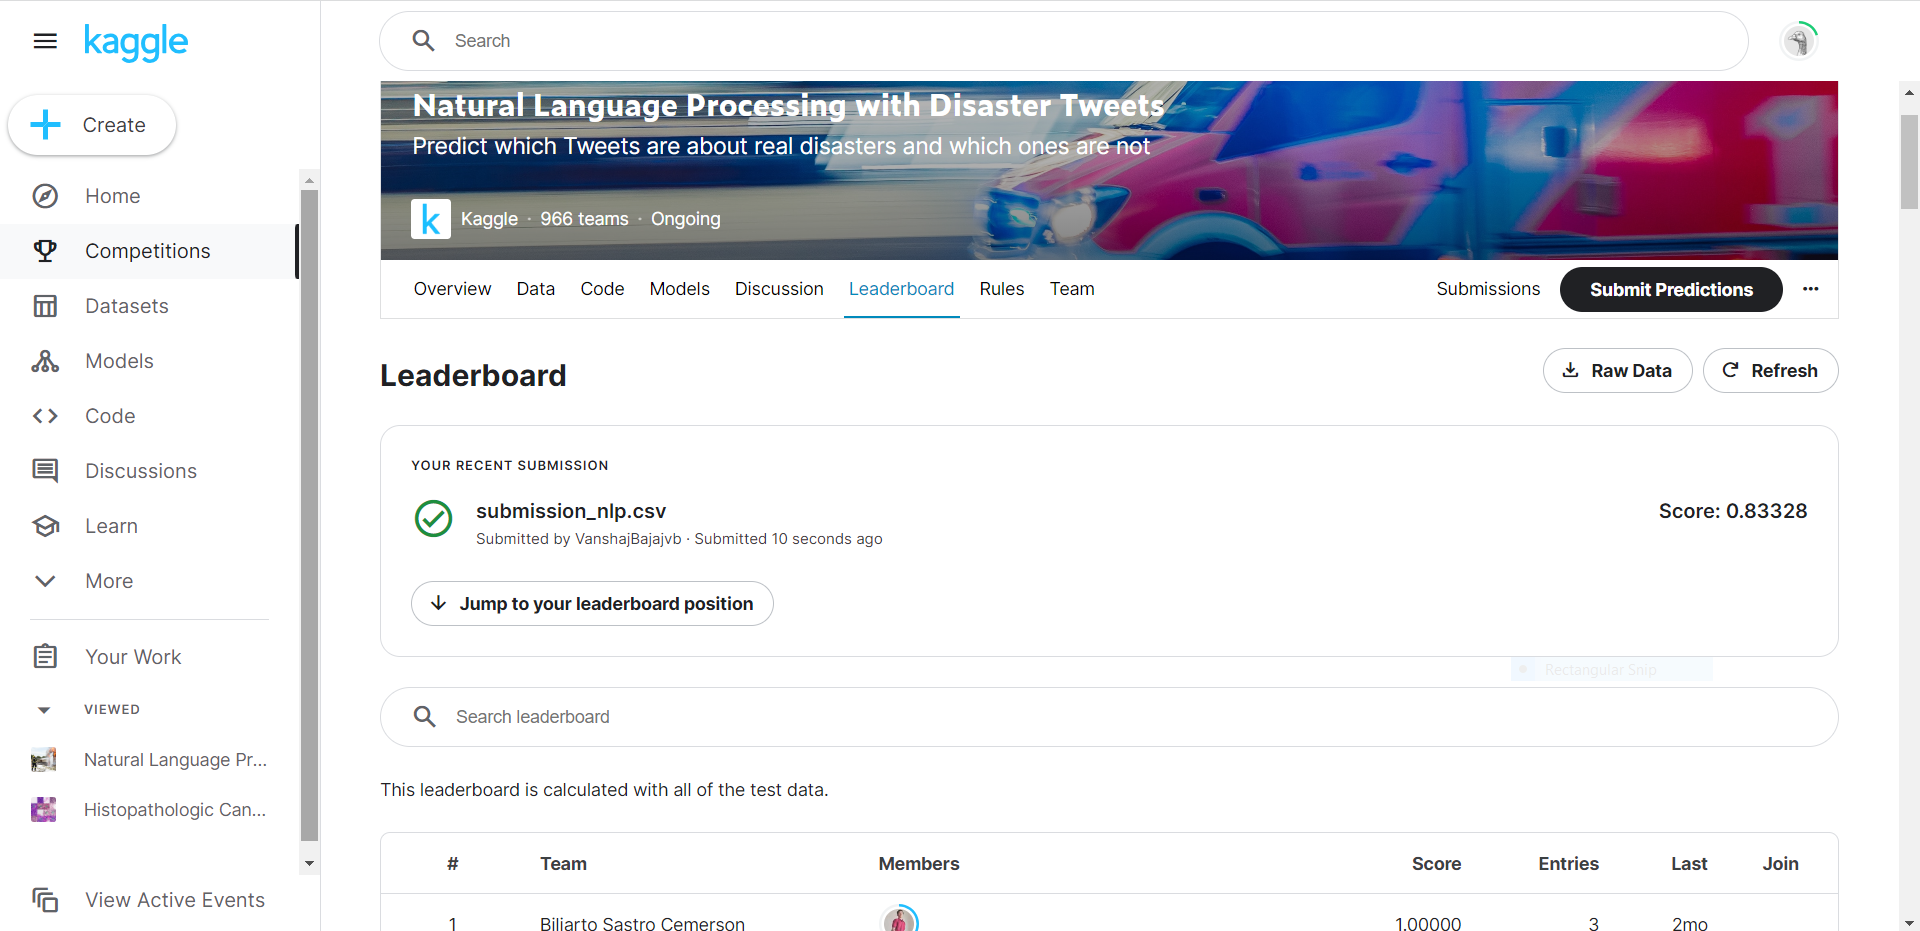 kaggle
Search
Create
Home
Competitions
Datasets
Models
Code
Discussions
Learn
More
Your Work
VIEWED
Natural Language Pr...
Histopathologic Can...
View Active Events
Natural Language Processing with Disaster Tweets
Predict which Tweets are about real disasters and which ones are not
k Kaggle · 966 teams · Ongoing
Overview Data Code Models Discussion Leaderboard Rules Team Submissions Submit Predictions ...
Leaderboard Raw Data Refresh
YOUR RECENT SUBMISSION
submission_nlp.csv Score: 0.83328
Submitted by VanshajBajajvb · Submitted 10 seconds ago
Jump to your leaderboard position
Rectangular Snip
Search leaderboard
This leaderboard is calculated with all of the test data.
# Team Members Score Entries Last Join
1 Biliarto Sastro Cemerson 1.00000 3 2mo